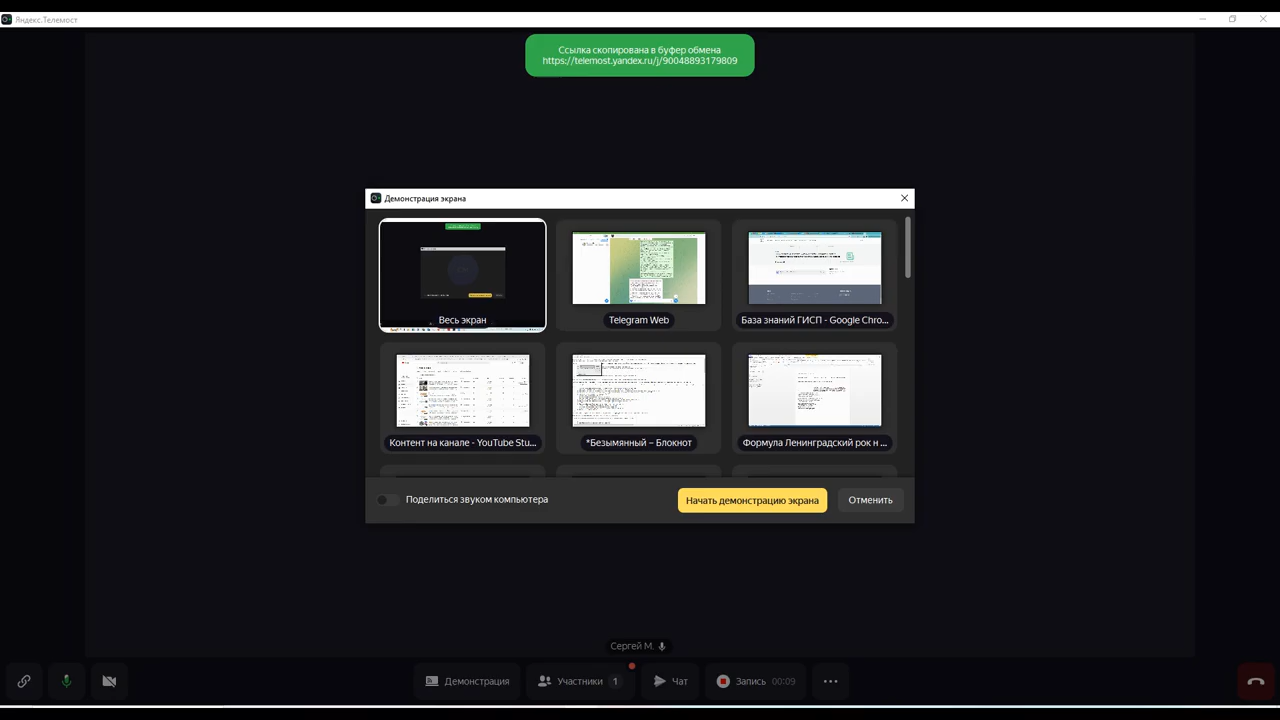 Яндекс.Телемост
Ссылка скопирована в буфер обмена
https://telemost.yandex.ru/j/90048893179809
Демонстрация экрана
Весь экран
Telegram Web
База знаний ГИСП - Google Chro...
Контент на канале - YouTube Stu...
*Безымянный – Блокнот
Формула Ленинградский рок н ...
Поделиться звуком компьютера
Начать демонстрацию экрана
Отменить
Сергей М.
Демонстрация
Участники 1
Чат
Запись 00:09